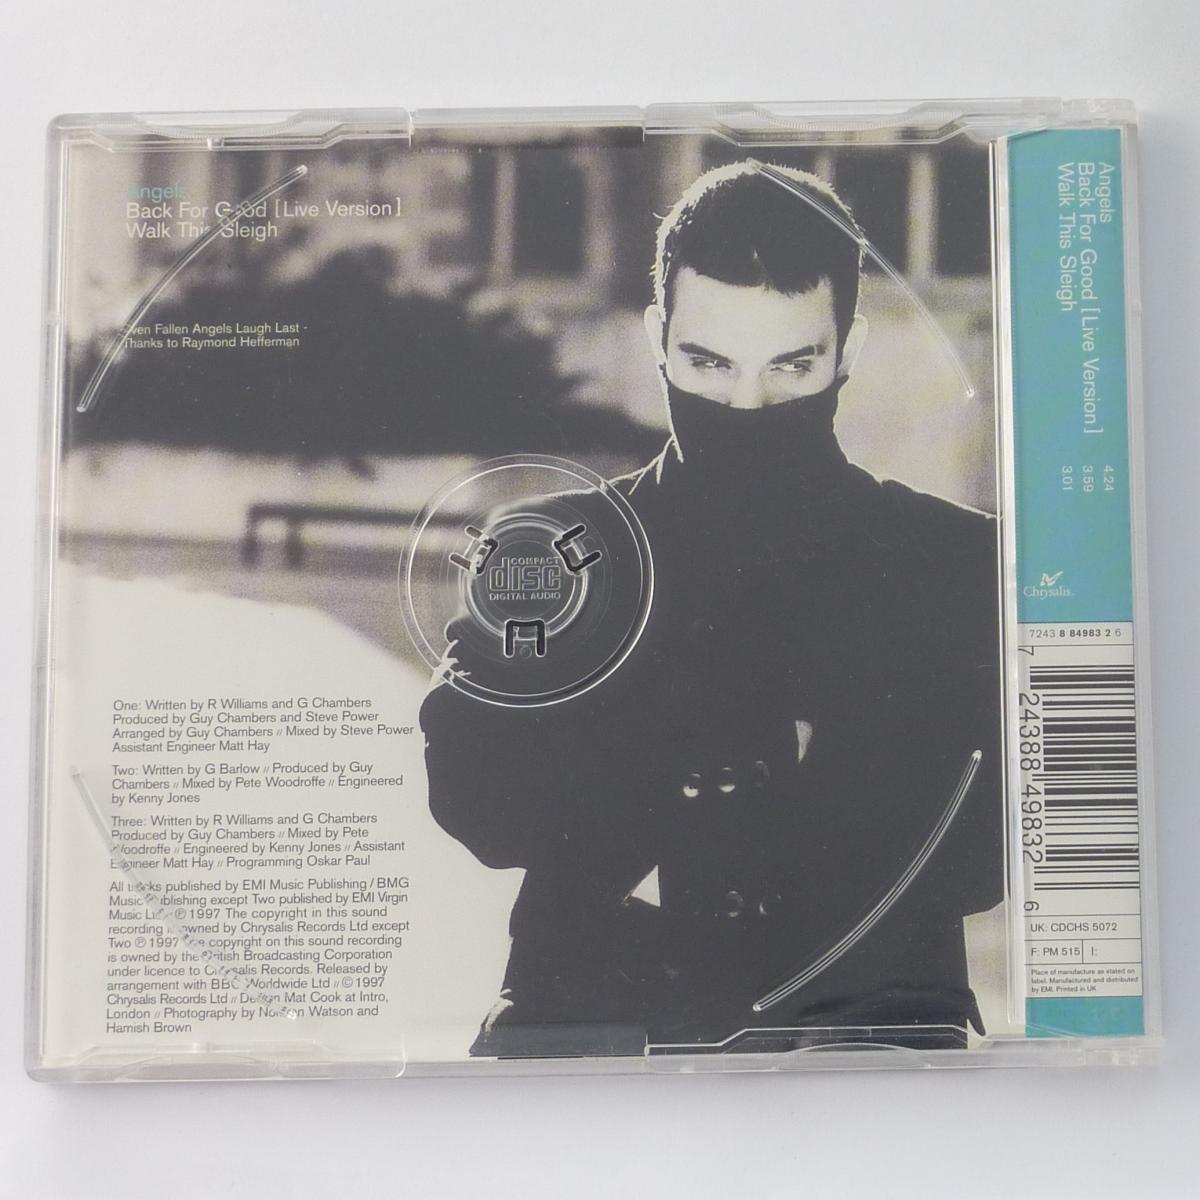 Angels
Back For Good [Live Version]
Walk This Sleigh
Even Fallen Angels Laugh Last -
Thanks to Raymond Hefferman
One: Written by R Williams and G Chambers
Produced by Guy Chambers and Steve Power
Arranged by Guy Chambers // Mixed by Steve Power
Assistant Engineer Matt Hay
Two: Written by G Barlow // Produced by Guy
Chambers // Mixed by Pete Woodroffe // Engineered
by Kenny Jones
Three: Written by R Williams and G Chambers
Produced by Guy Chambers // Mixed by Pete
Woodroffe // Engineered by Kenny Jones // Assistant
Engineer Matt Hay // Programming Oskar Paul
All tracks published by EMI Music Publishing / BMG
Music Publishing except Two published by EMI Virgin
Music Ltd ℗ 1997 The copyright in this sound
recording is owned by Chrysalis Records Ltd except
Two ℗ 1997 The copyright on this sound recording
is owned by the British Broadcasting Corporation
under licence to Chrysalis Records. Released by
arrangement with BBC Worldwide Ltd // © 1997
Chrysalis Records Ltd // Design Mat Cook at Intro,
London // Photography by Norman Watson and
Hamish Brown
COMPACT
disc
DIGITAL AUDIO
Angels 4.24
Back For Good [Live Version] 3.59
Walk This Sleigh 3.01
Chrysalis.
7243 8 84983 2 6
7 24388 49832 6
UK: CDCHS 5072
F: PM 515 I:
Place of manufacture as stated on
label. Manufactured and distributed
by EMI. Printed in UK